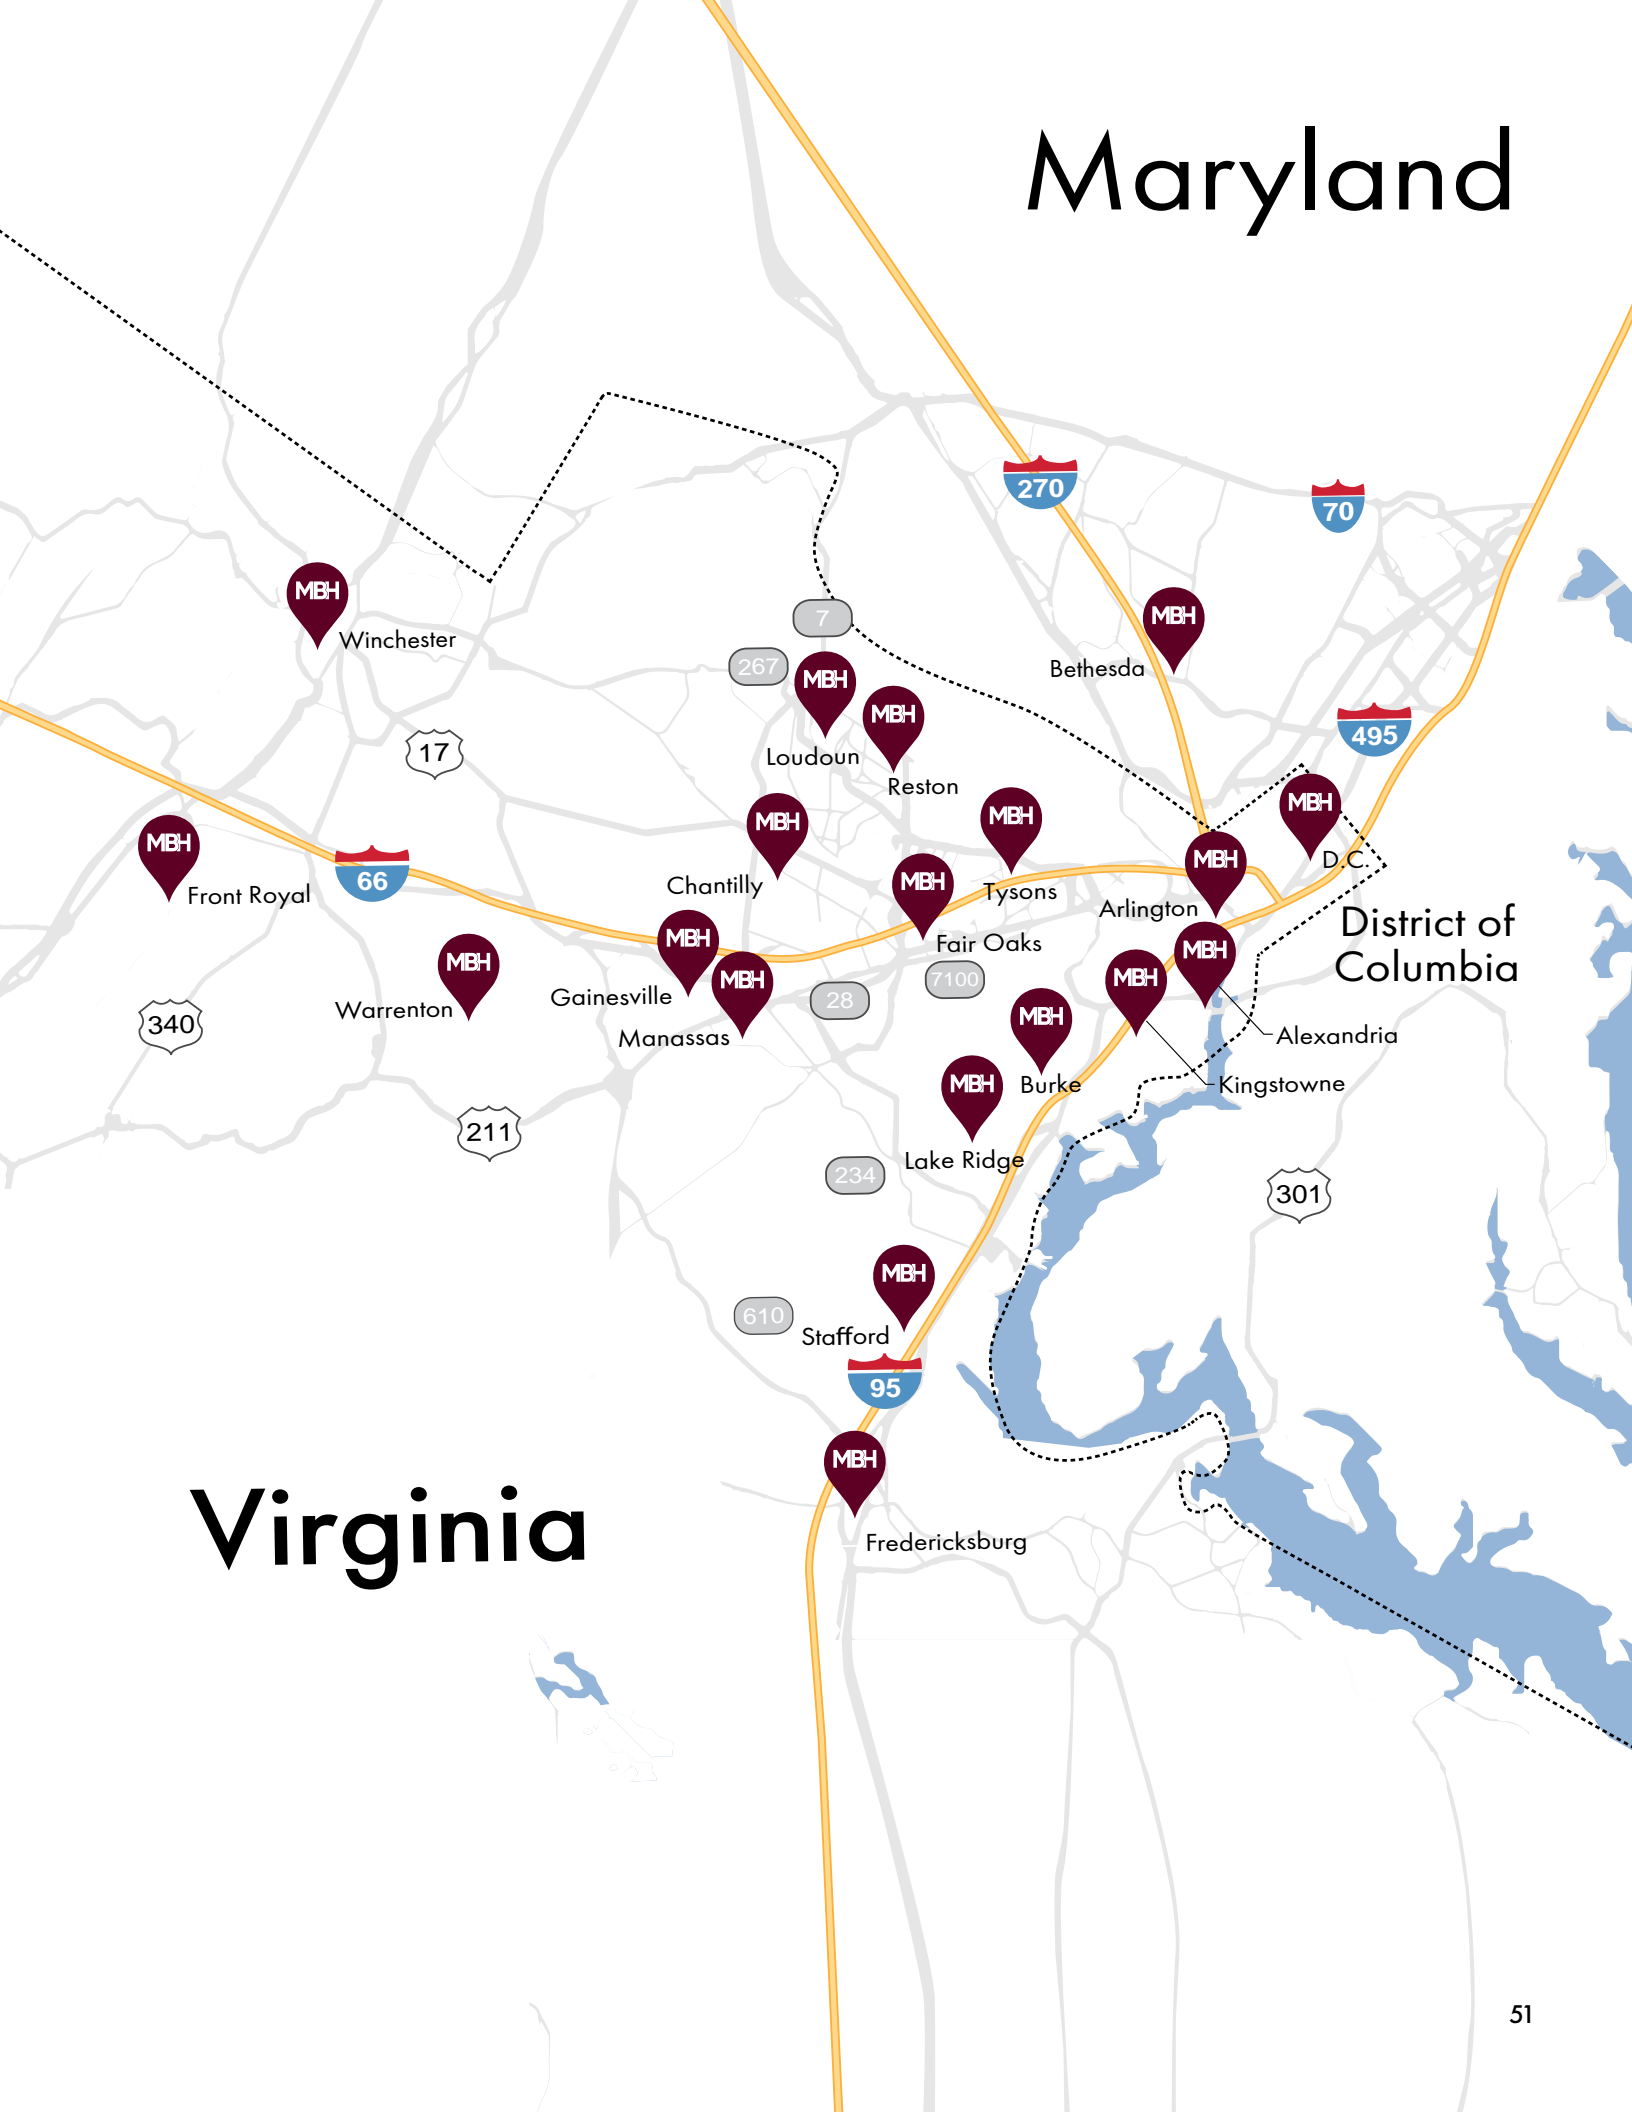 Maryland
270
70
MBH
Winchester
MBH
Bethesda
7
267
MBH
Loudoun
MBH
Reston
495
17
MBH
D.C.
MBH
Chantilly
MBH
Tysons
MBH
Front Royal
66
MBH
Fair Oaks
MBH
Arlington
District of
Columbia
MBH
Gainesville
MBH
Warrenton
MBH
Manassas
7100
28
MBH
Alexandria
MBH
Kingstowne
340
MBH
Burke
MBH
Lake Ridge
211
234
301
MBH
Stafford
610
95
MBH
Fredericksburg
Virginia
51